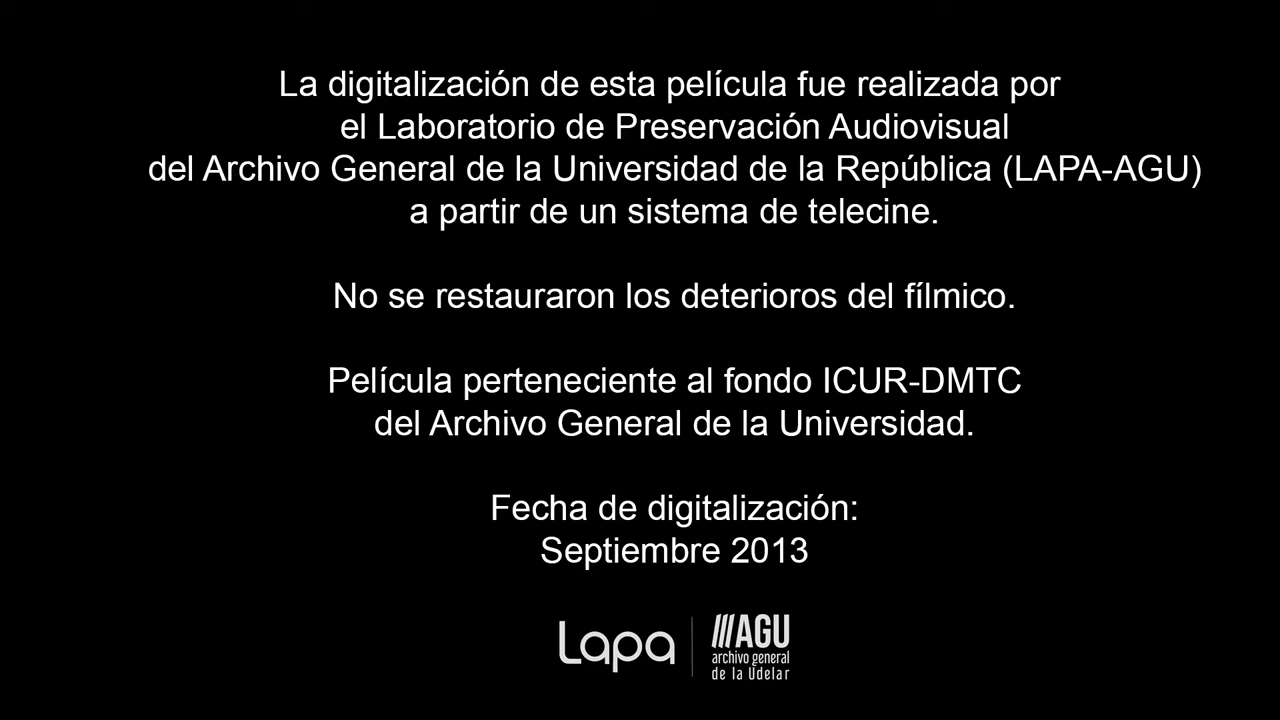 La digitalización de esta película fue realizada por
el Laboratorio de Preservación Audiovisual
del Archivo General de la Universidad de la República (LAPA-AGU)
a partir de un sistema de telecine.
No se restauraron los deterioros del fílmico.
Película perteneciente al fondo ICUR-DMTC
del Archivo General de la Universidad.
Fecha de digitalización:
Septiembre 2013
Lapa
AGU
archivo general
de la Udelar